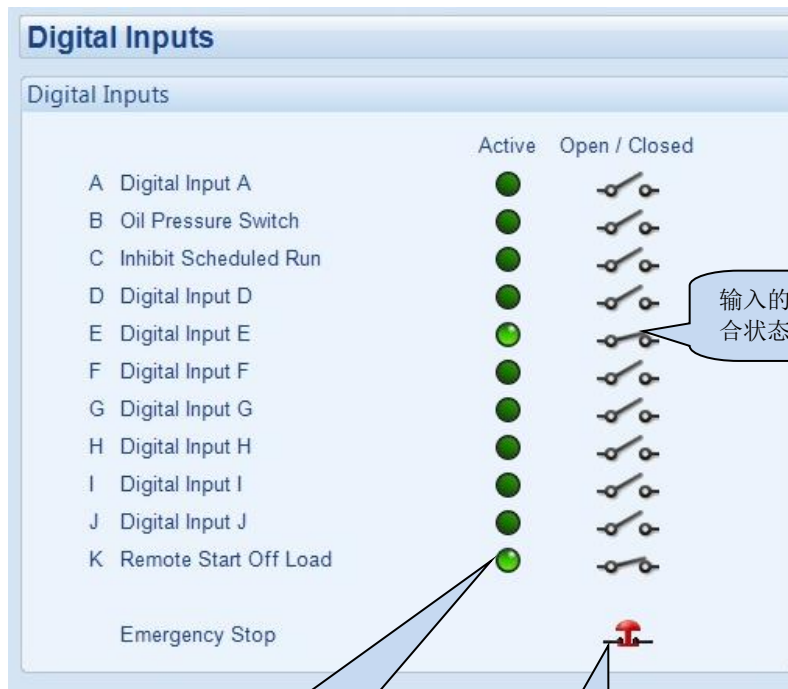 Digital Inputs
Digital Inputs
Active Open / Closed
A Digital Input A
B Oil Pressure Switch
C Inhibit Scheduled Run
D Digital Input D
输入的
E Digital Input E
合状态
F Digital Input F
G Digital Input G
H Digital Input H
I Digital Input I
J Digital Input J
K Remote Start Off Load
Emergency Stop